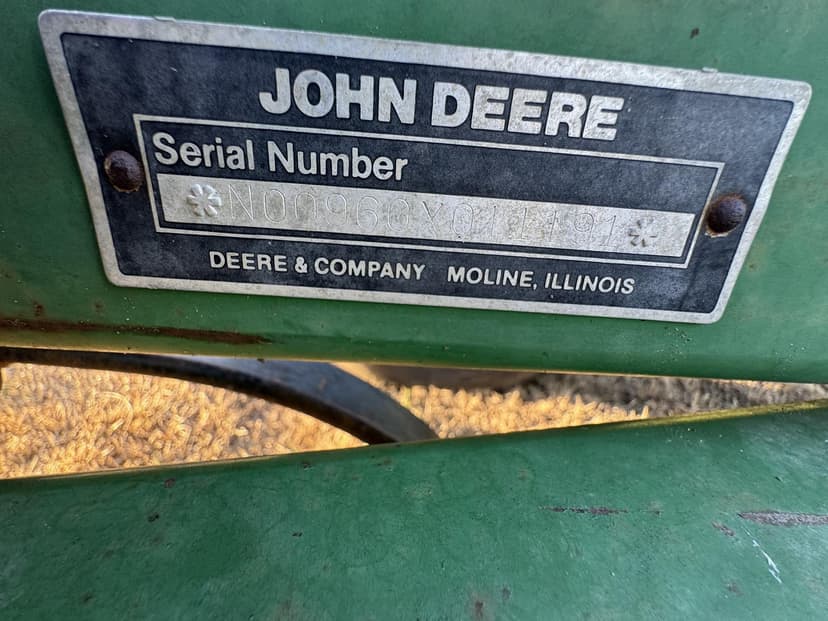 JOHN DEERE
Serial Number
*N00960X011191*
DEERE & COMPANY MOLINE, ILLINOIS